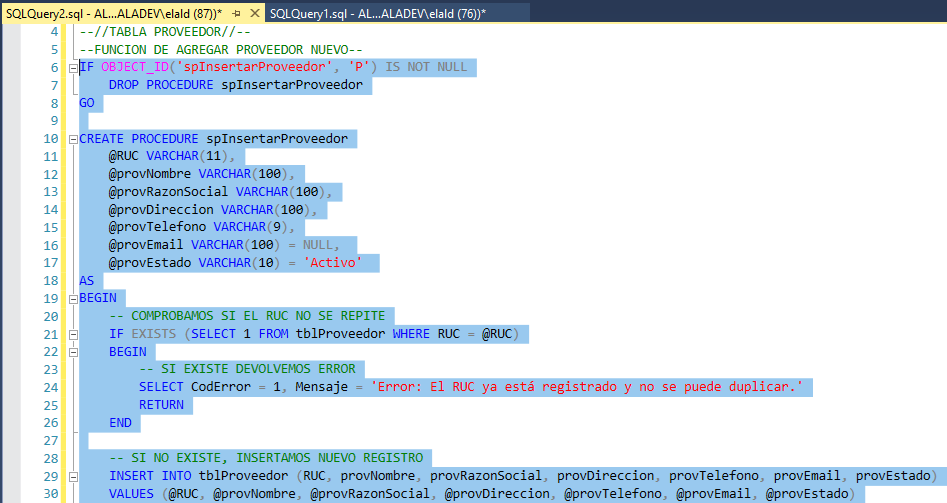 SQLQuery2.sql - AL...ALADEV\elald (87))* SQLQuery1.sql - AL...ALADEV\elald (76))*
4 --//TABLA PROVEEDOR//--
5 --FUNCION DE AGREGAR PROVEEDOR NUEVO--
6 IF OBJECT_ID('spInsertarProveedor', 'P') IS NOT NULL
7 DROP PROCEDURE spInsertarProveedor
8 GO
9
10 CREATE PROCEDURE spInsertarProveedor
11 @RUC VARCHAR(11),
12 @provNombre VARCHAR(100),
13 @provRazonSocial VARCHAR(100),
14 @provDireccion VARCHAR(100),
15 @provTelefono VARCHAR(9),
16 @provEmail VARCHAR(100) = NULL,
17 @provEstado VARCHAR(10) = 'Activo'
18 AS
19 BEGIN
20 -- COMPROBAMOS SI EL RUC NO SE REPITE
21 IF EXISTS (SELECT 1 FROM tblProveedor WHERE RUC = @RUC)
22 BEGIN
23 -- SI EXISTE DEVOLVEMOS ERROR
24 SELECT CodError = 1, Mensaje = 'Error: El RUC ya está registrado y no se puede duplicar.'
25 RETURN
26 END
27
28 -- SI NO EXISTE, INSERTAMOS NUEVO REGISTRO
29 INSERT INTO tblProveedor (RUC, provNombre, provRazonSocial, provDireccion, provTelefono, provEmail, provEstado)
30 VALUES (@RUC, @provNombre, @provRazonSocial, @provDireccion, @provTelefono, @provEmail, @provEstado)